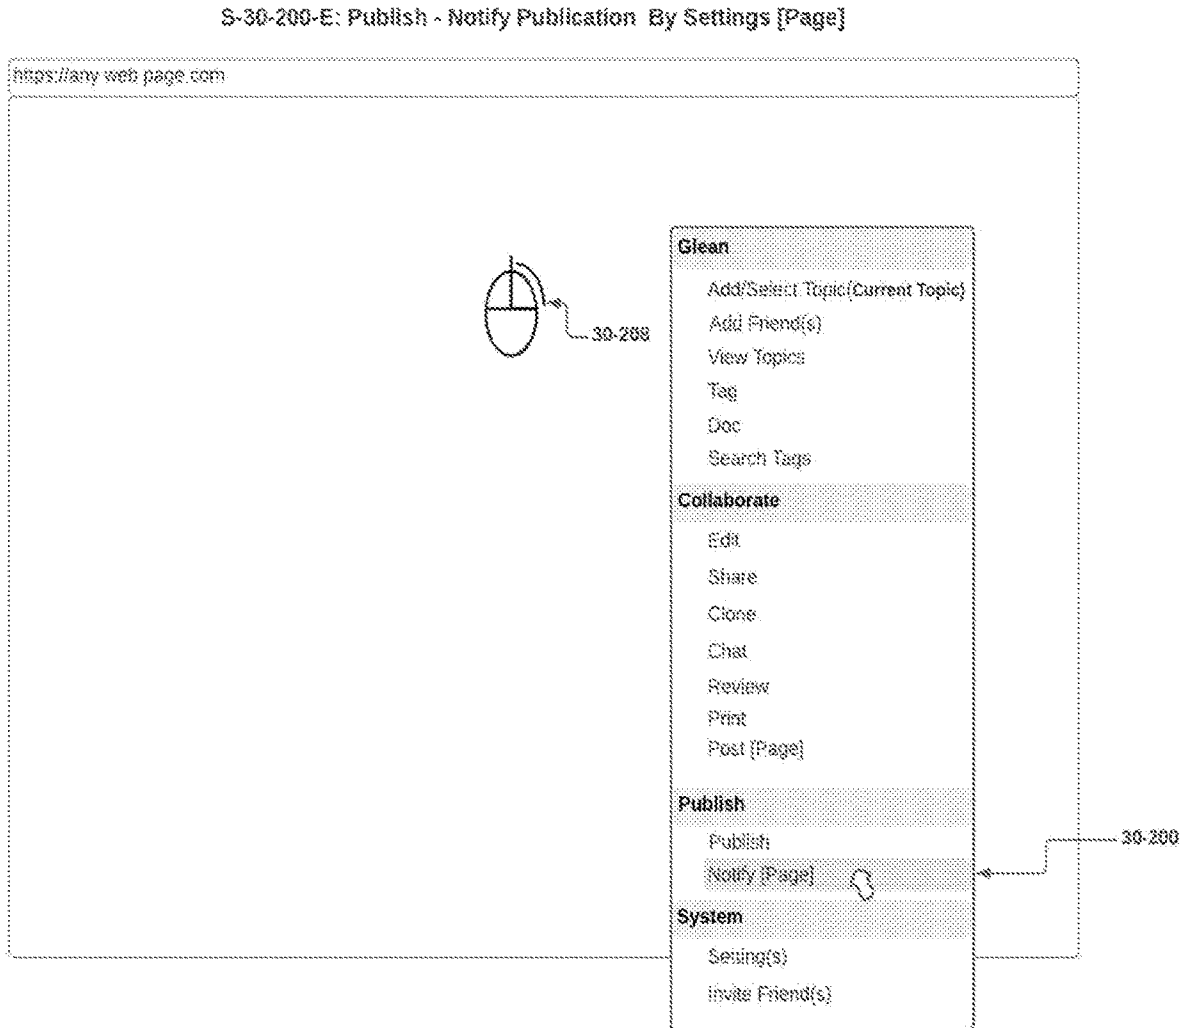 S-30-200-E: Publish - Notify Publication By Settings [Page]
https://any web page.com
Glean
Add/Select Topic(Current Topic)
Add Friend(s)
30-208
View Topics
Tag
Doc
Search Tags
Collaborate
Edit
Share
Clone
Chat
Review
Print
Post [Page]
Publish
Publish
30-200
Notify [Page]
System
Setting(s)
Invite Friend(s)